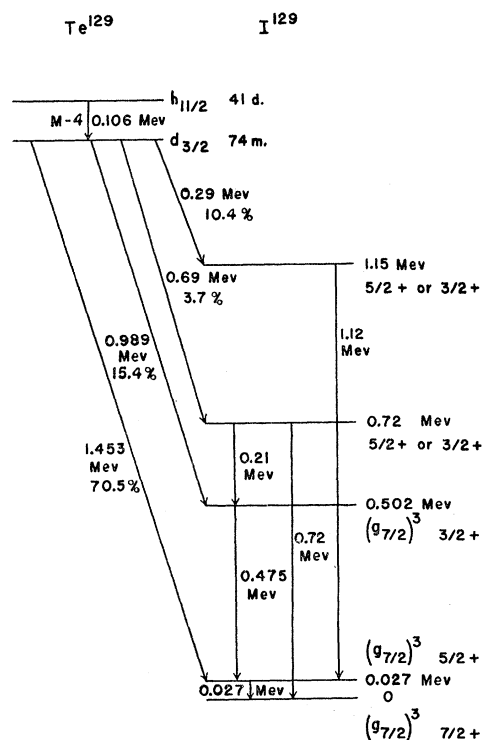 Te129 I129
h11/2 41 d.
M-4 0.106 Mev
d3/2 74 m.
0.29 Mev
10.4 %
1.15 Mev
5/2+ or 3/2+
0.69 Mev
3.7 %
1.12
Mev
0.989
Mev
15.4%
0.72 Mev
5/2+ or 3/2+
1.453
Mev
70.5%
0.21
Mev
0.502 Mev
(g7/2)3 3/2+
0.72
Mev
0.475
Mev
(g7/2)3 5/2+
0.027 Mev
0.027 Mev
0
(g7/2)3 7/2+